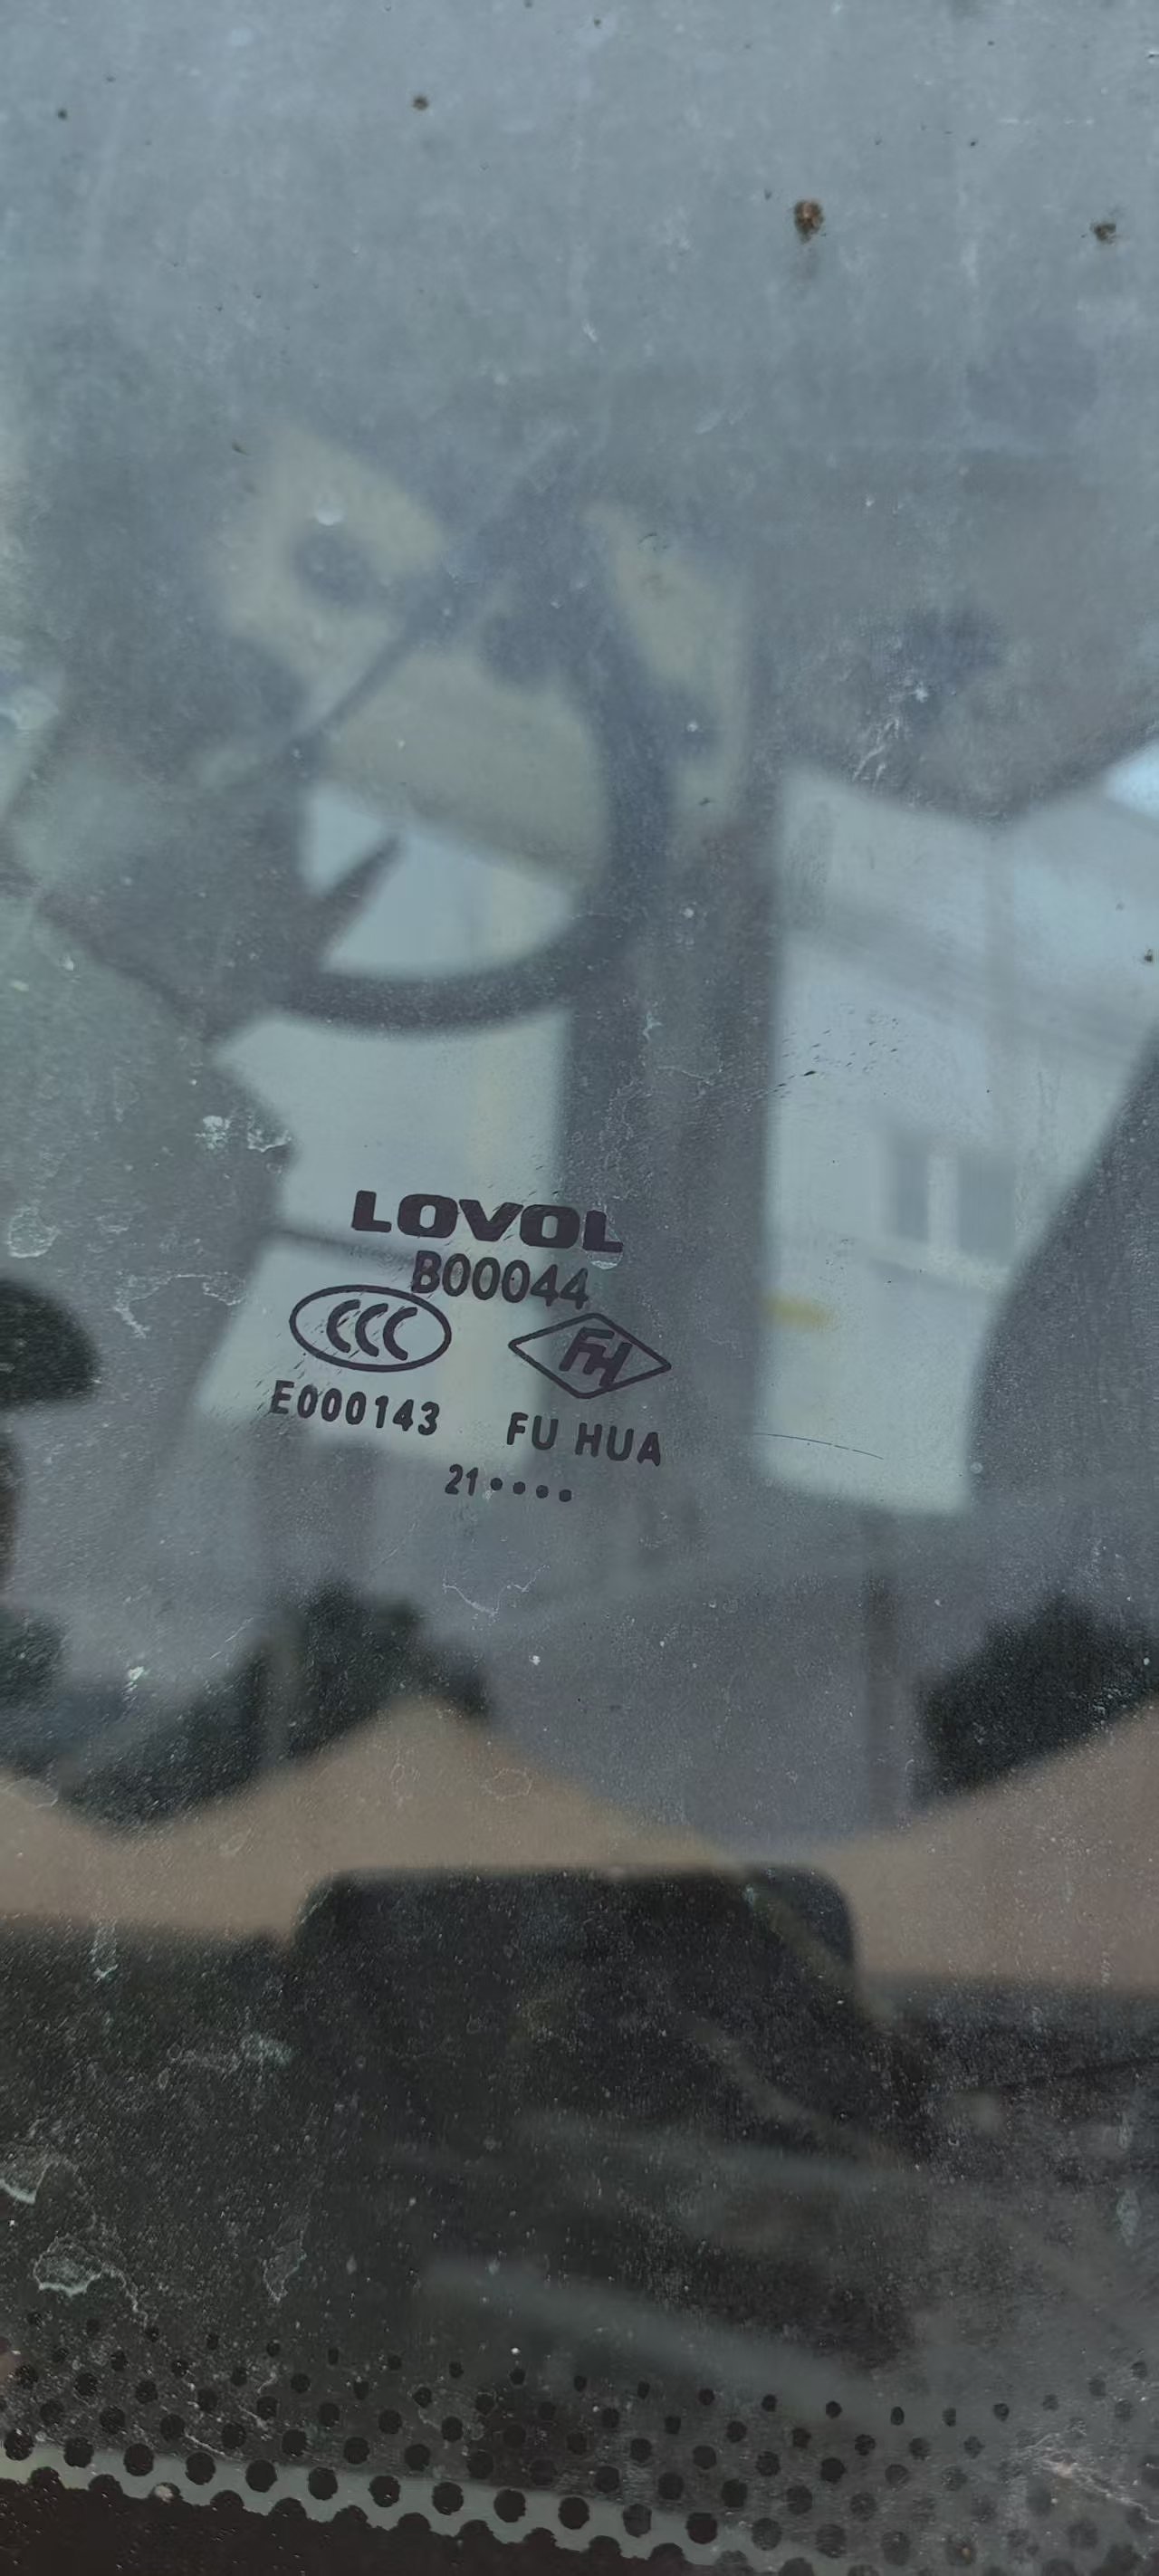 LOVOL
B00044
CCC FH
E000143 FU HUA
21••••